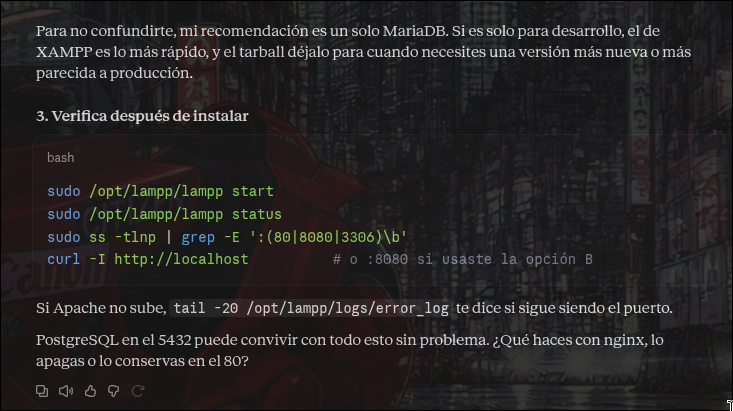 Para no confundirte, mi recomendación es un solo MariaDB. Si es solo para desarrollo, el de
XAMPP es lo más rápido, y el tarball déjalo para cuando necesites una versión más nueva o más
parecida a producción.
3. Verifica después de instalar
bash
sudo /opt/lampp/lampp start
sudo /opt/lampp/lampp status
sudo ss -tlnp | grep -E ':(80|8080|3306)\b'
curl -I http://localhost          # o :8080 si usaste la opción B
Si Apache no sube, tail -20 /opt/lampp/logs/error_log te dice si sigue siendo el puerto.
PostgreSQL en el 5432 puede convivir con todo esto sin problema. ¿Qué haces con nginx, lo
apagas o lo conservas en el 80?